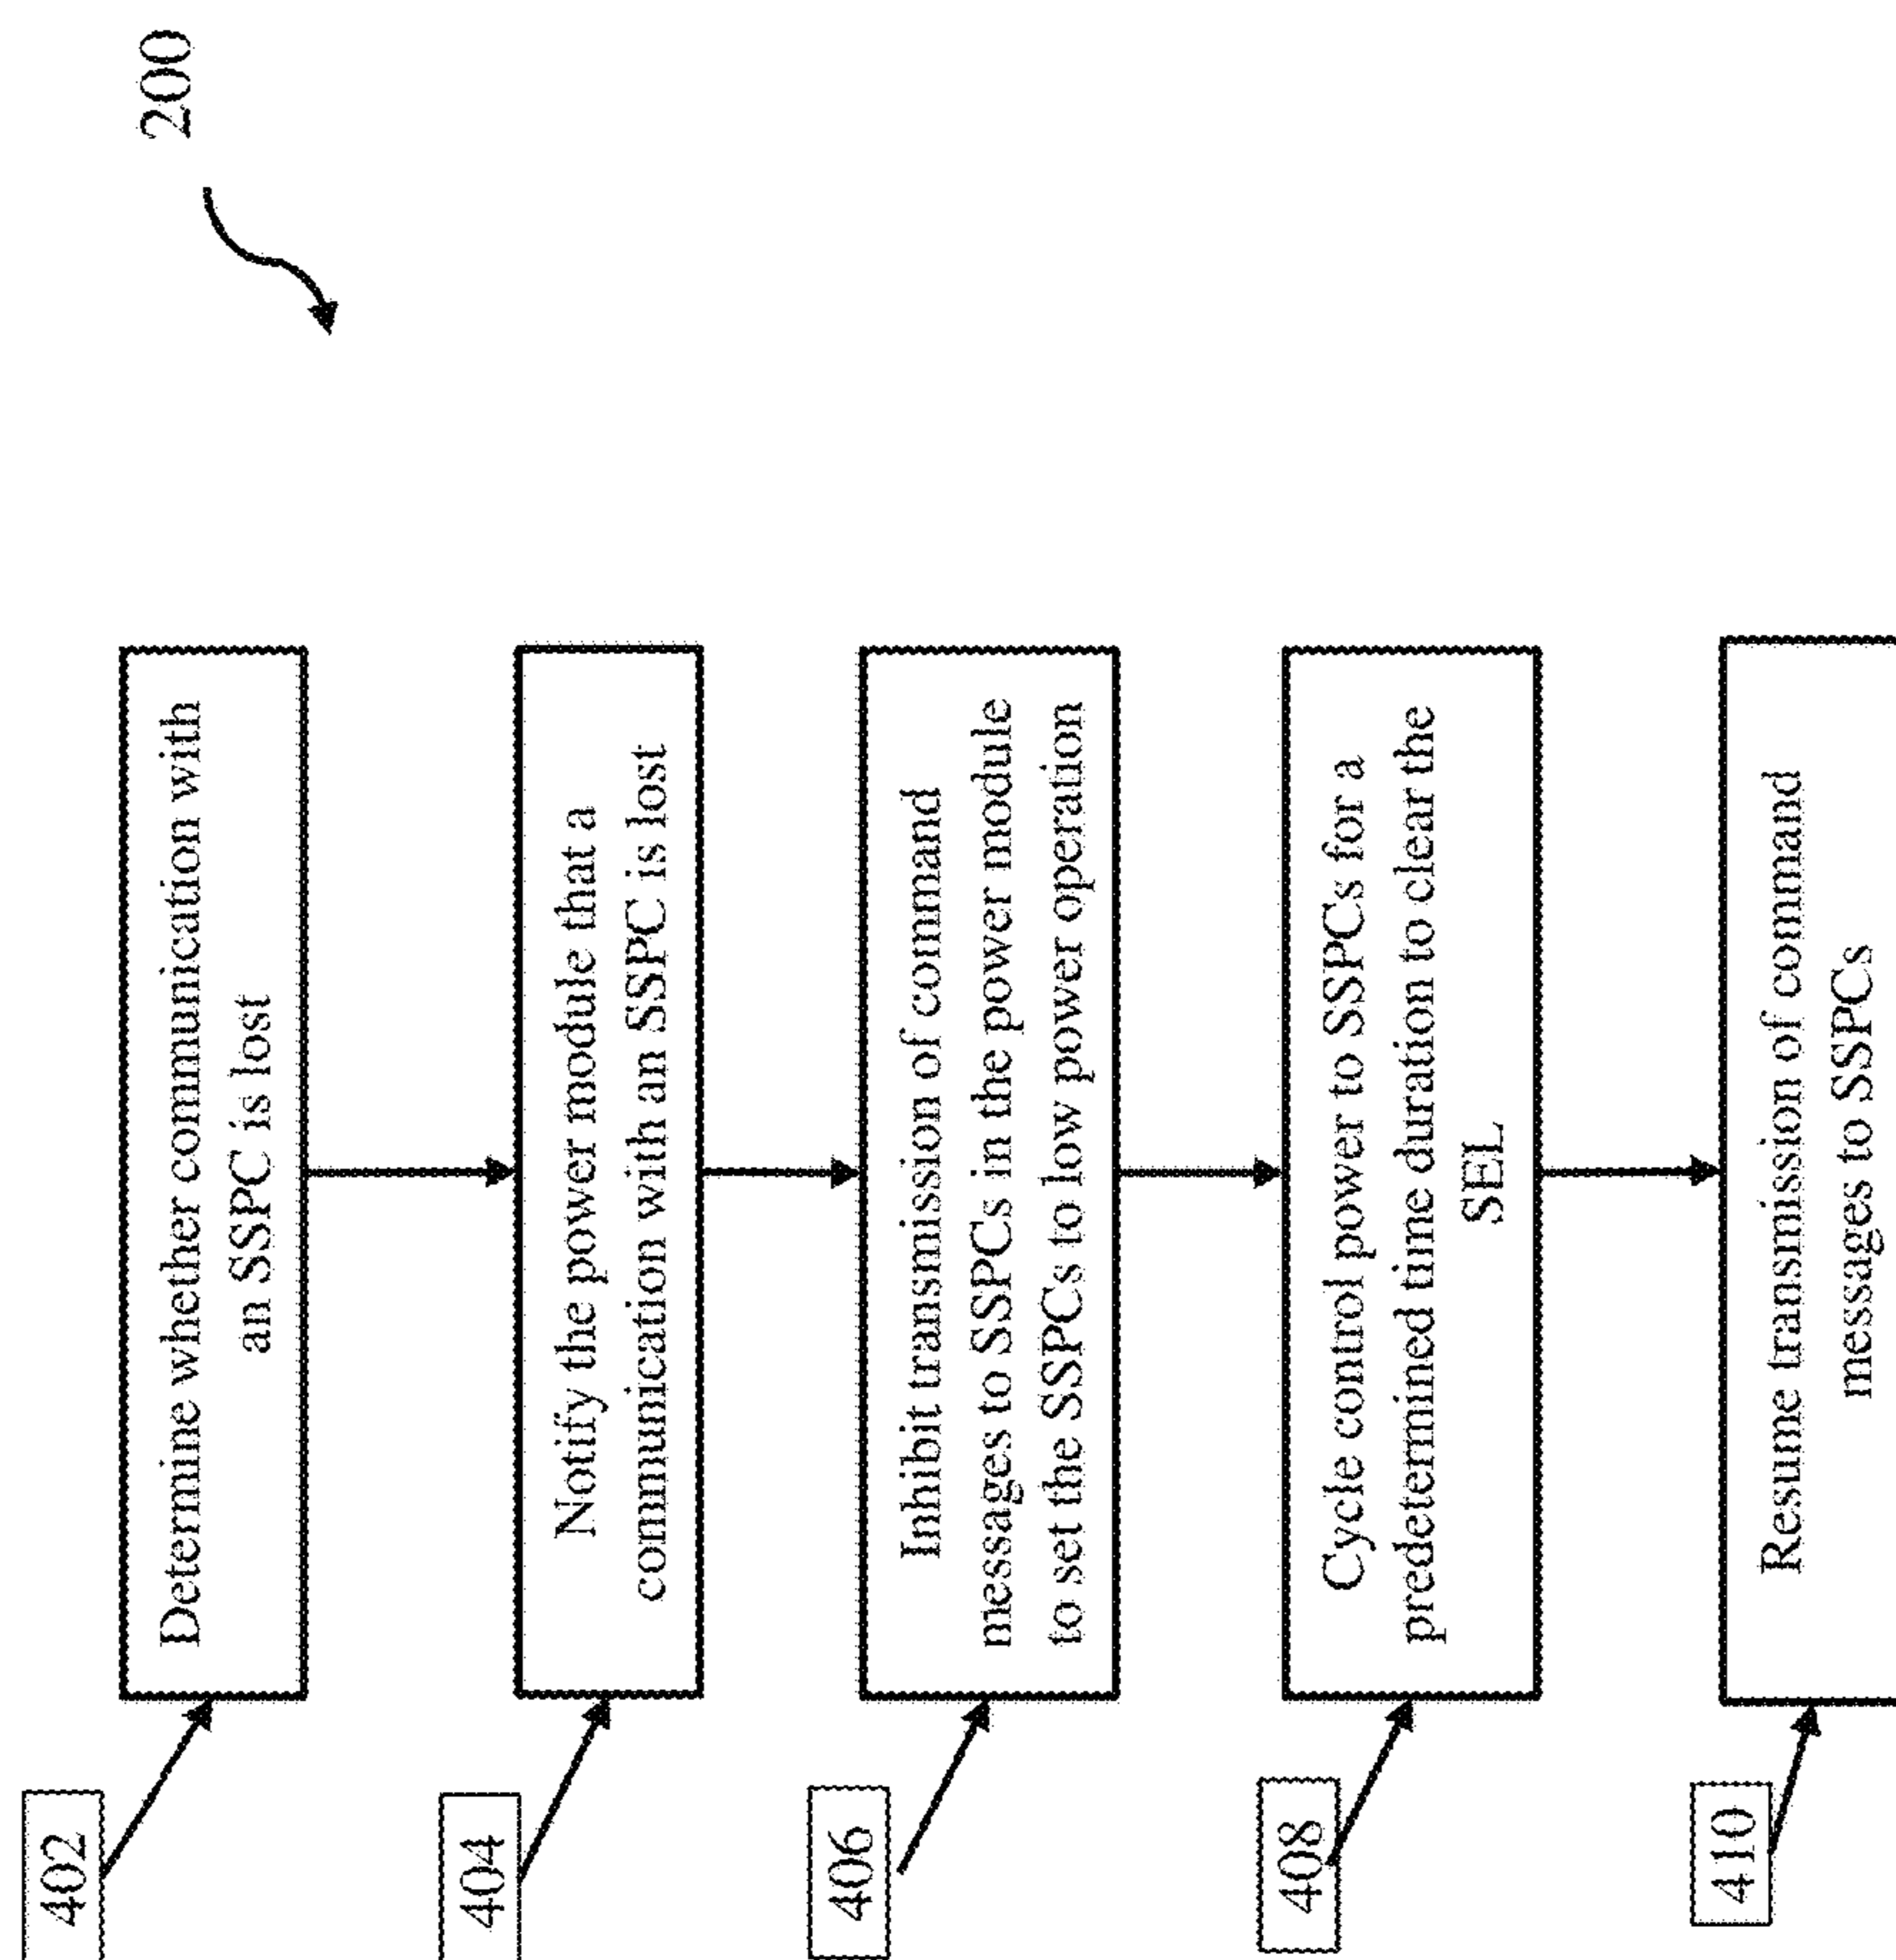 200
402
Determine whether communication with
an SSPC is lost
404
Notify the power module that a
communication with an SSPC is lost
406
Inhibit transmission of command
messages to SSPCs in the power module
to set the SSPCs to low power operation
408
Cycle control power to SSPCs for a
predetermined time duration to clear the
SEL
410
Resume transmission of command
messages to SSPCs